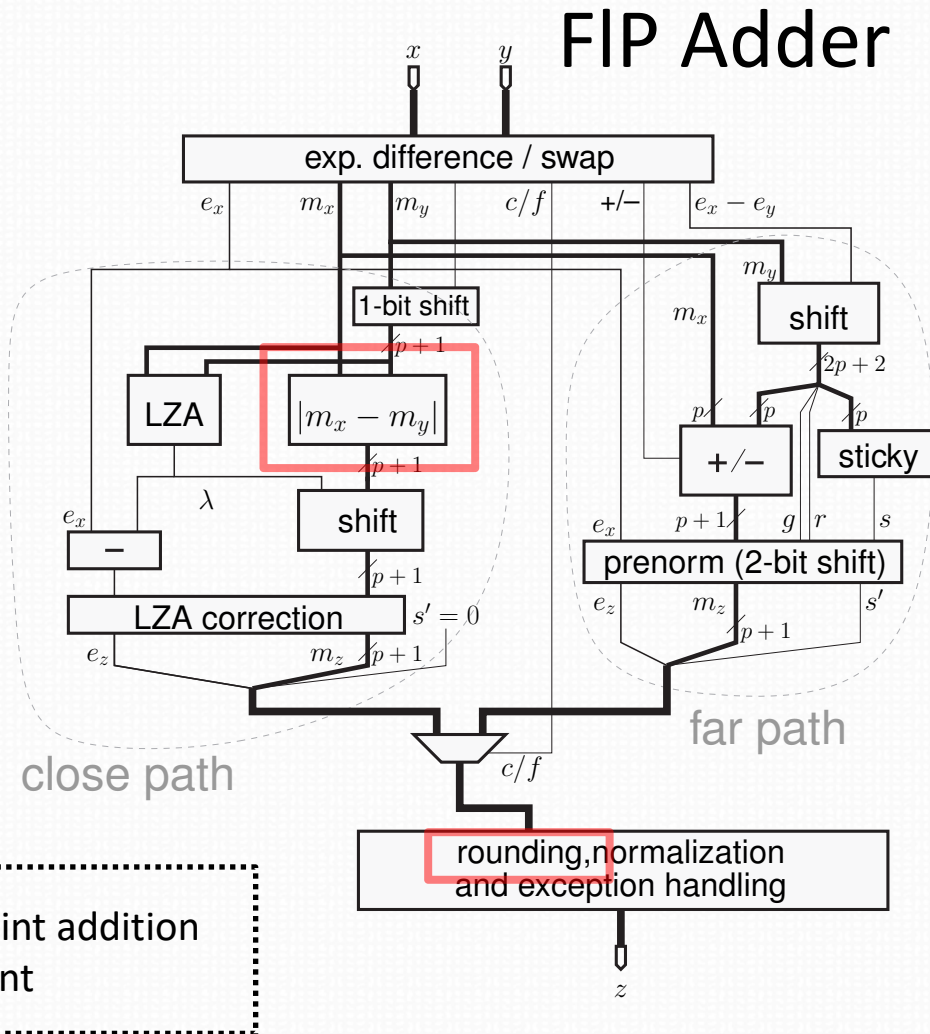 FlP Adder
x y
exp. difference / swap
e_x m_x m_y c/f +/− e_x − e_y
m_y
1-bit shift
shift
m_x
p + 1
2p + 2
LZA
|m_x − m_y|
p p p
+/−
sticky
p + 1
λ
shift
e_x
e_x p + 1 g r s
−
prenorm (2-bit shift)
p + 1
LZA correction
s′ = 0
e_z m_z s′
p + 1
e_z m_z p + 1
far path
close path
c/f
rounding,normalization
and exception handling
int addition
nt
z